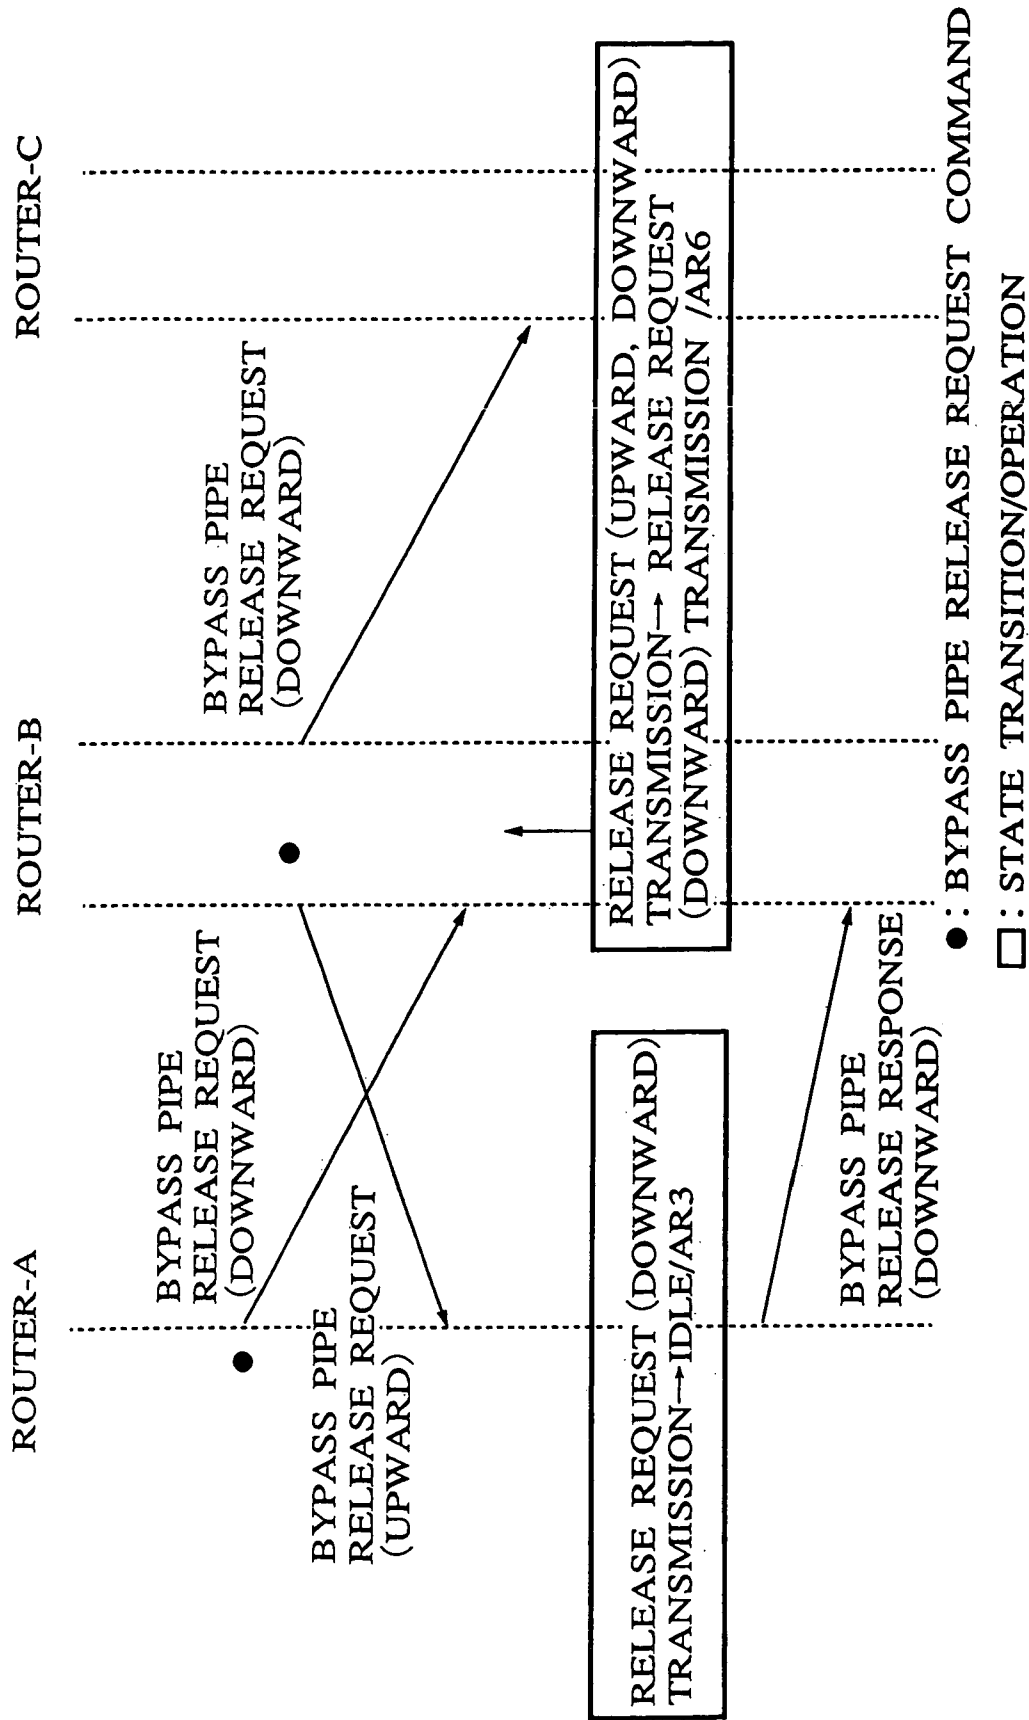 ROUTER-A
ROUTER-B
ROUTER-C
BYPASS PIPE
RELEASE REQUEST
(DOWNWARD)
BYPASS PIPE
RELEASE REQUEST
(DOWNWARD)
BYPASS PIPE
RELEASE REQUEST
(UPWARD)
RELEASE REQUEST (DOWNWARD)
TRANSMISSION→IDLE/AR3
RELEASE REQUEST (UPWARD, DOWNWARD)
TRANSMISSION→ RELEASE REQUEST
(DOWNWARD) TRANSMISSION /AR6
BYPASS PIPE
RELEASE RESPONSE
(DOWNWARD)
● : BYPASS PIPE RELEASE REQUEST COMMAND
□ : STATE TRANSITION/OPERATION